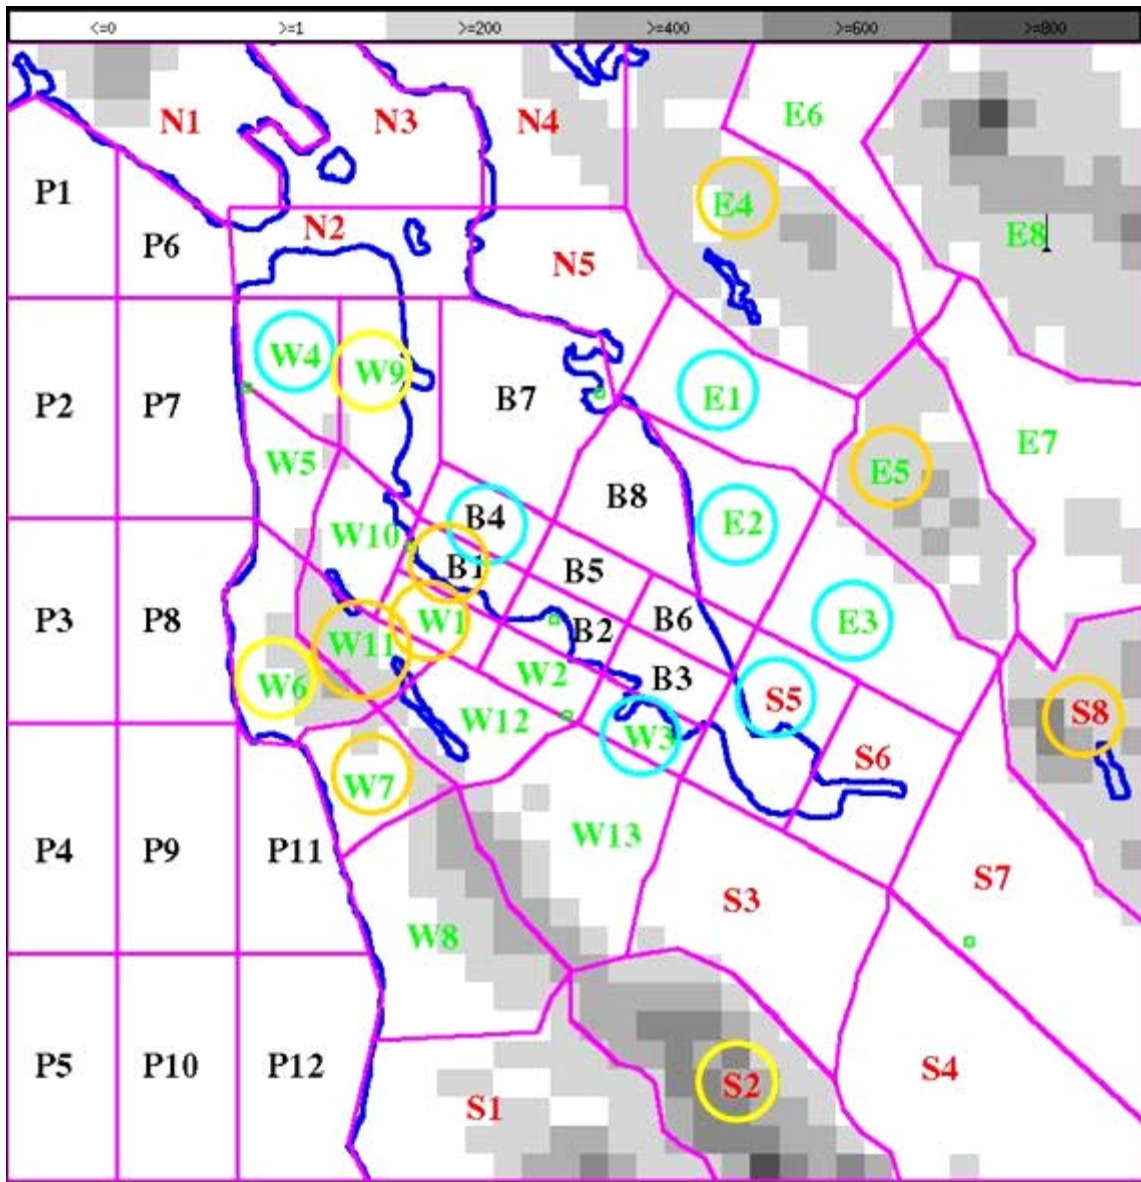 <=0 >=1 >=200 >=400 >=600 >=800
N1 N3 N4 E6
P1 E4
P6 N2 N5 E8
W4 W9 E1
P2 P7 B7
W5 B8 E5 E7
W10 B4 E2
B1 B5
P3 P8 W11 W1 B2 B6 E3
W6 W2 B3 S5
W12 W3 S8
W7 S6
P4 P9 P11 W13
W8 S3 S7
P5 P10 P12 S2 S4
S1